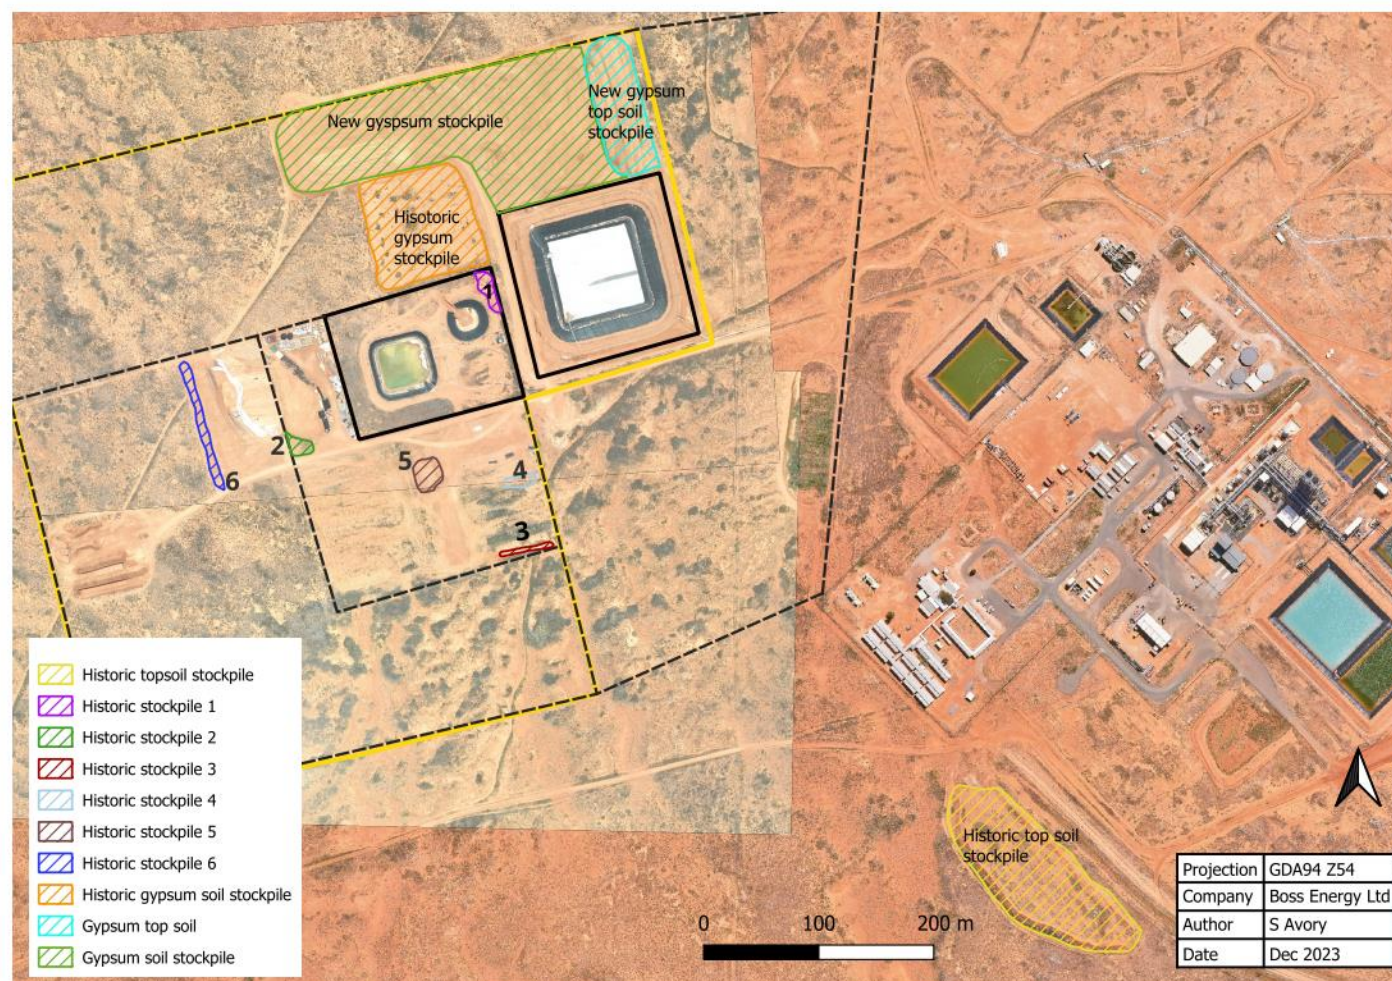 New gypsum
top soil
stockpile
New gyspsum stockpile
Hisotoric
gypsum
stockpile
1
2
5
4
6
3
Historic topsoil stockpile
Historic stockpile 1
Historic stockpile 2
Historic stockpile 3
Historic stockpile 4
Historic stockpile 5
Historic stockpile 6
Historic gypsum soil stockpile
Gypsum top soil
Gypsum soil stockpile
Historic top soil
stockpile
0 100 200 m
Projection GDA94 Z54
Company Boss Energy Ltd
Author S Avory
Date Dec 2023